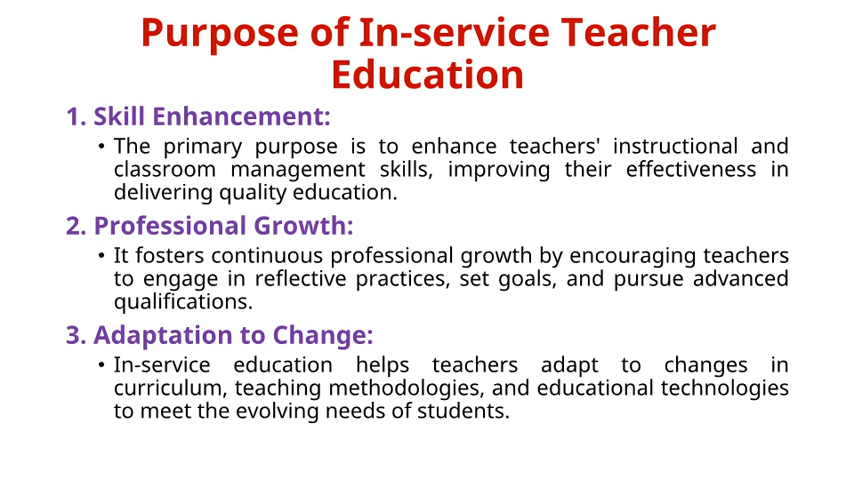 Purpose of In-service Teacher
Education
1. Skill Enhancement:
• The primary purpose is to enhance teachers' instructional and
classroom management skills, improving their effectiveness in
delivering quality education.
2. Professional Growth:
• It fosters continuous professional growth by encouraging teachers
to engage in reflective practices, set goals, and pursue advanced
qualifications.
3. Adaptation to Change:
• In-service education helps teachers adapt to changes in
curriculum, teaching methodologies, and educational technologies
to meet the evolving needs of students.